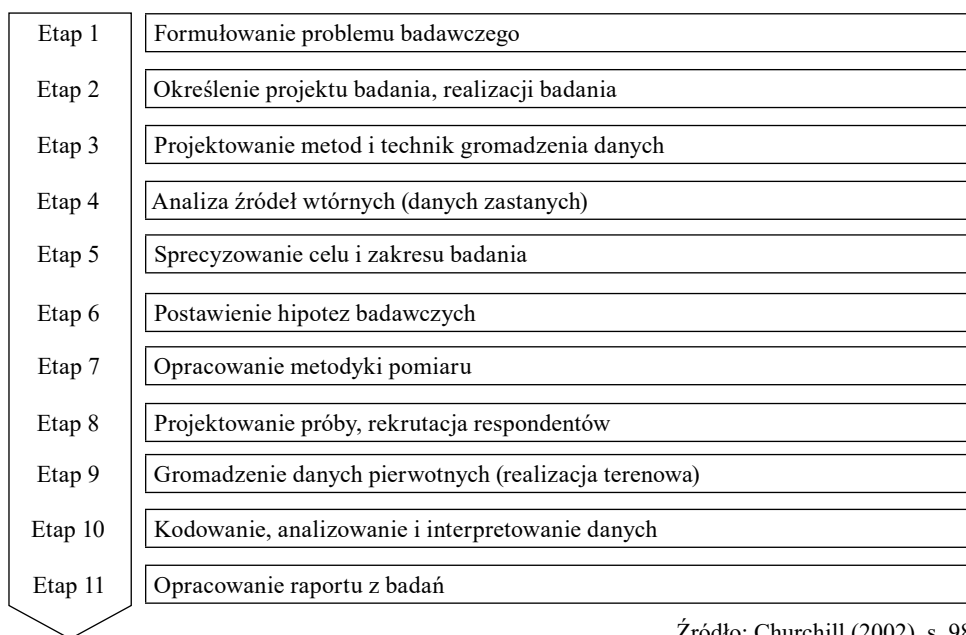 Etap 1 Formułowanie problemu badawczego
Etap 2 Określenie projektu badania, realizacji badania
Etap 3 Projektowanie metod i technik gromadzenia danych
Etap 4 Analiza źródeł wtórnych (danych zastanych)
Etap 5 Sprecyzowanie celu i zakresu badania
Etap 6 Postawienie hipotez badawczych
Etap 7 Opracowanie metodyki pomiaru
Etap 8 Projektowanie próby, rekrutacja respondentów
Etap 9 Gromadzenie danych pierwotnych (realizacja terenowa)
Etap 10 Kodowanie, analizowanie i interpretowanie danych
Etap 11 Opracowanie raportu z badań
Źródło: Churchill (2002), s. 98